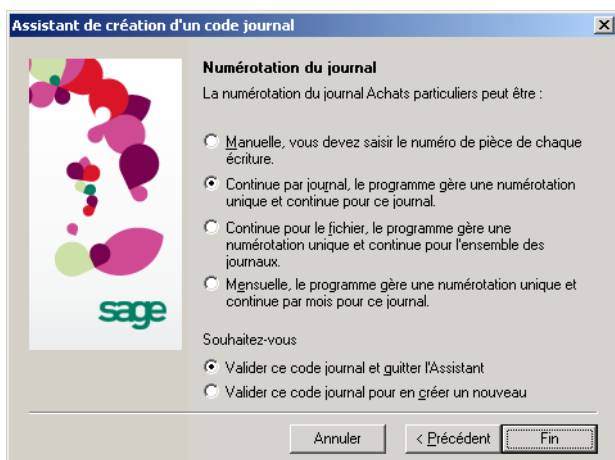 Assistant de création d'un code journal
Numérotation du journal
La numérotation du journal Achats particuliers peut être :
Manuelle, vous devez saisir le numéro de pièce de chaque
écriture.
Continue par journal, le programme gère une numérotation
unique et continue pour ce journal.
Continue pour le fichier, le programme gère une
numérotation unique et continue pour l'ensemble des
journaux.
Mensuelle, le programme gère une numérotation unique et
continue par mois pour ce journal.
sage
Souhaitez-vous
Valider ce code journal et quitter l'Assistant
Valider ce code journal pour en créer un nouveau
Annuler
< Précédent
Fin